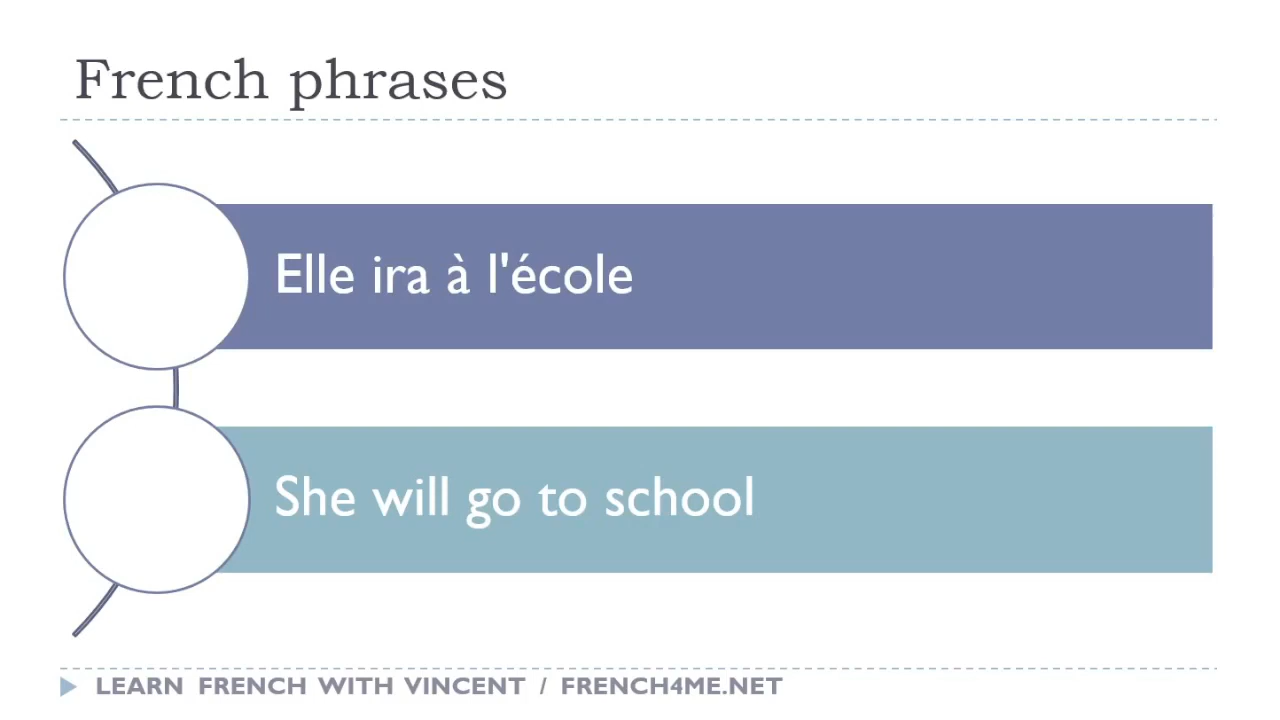 French phrases
Elle ira à l'école
She will go to school
LEARN FRENCH WITH VINCENT / FRENCH4ME.NET